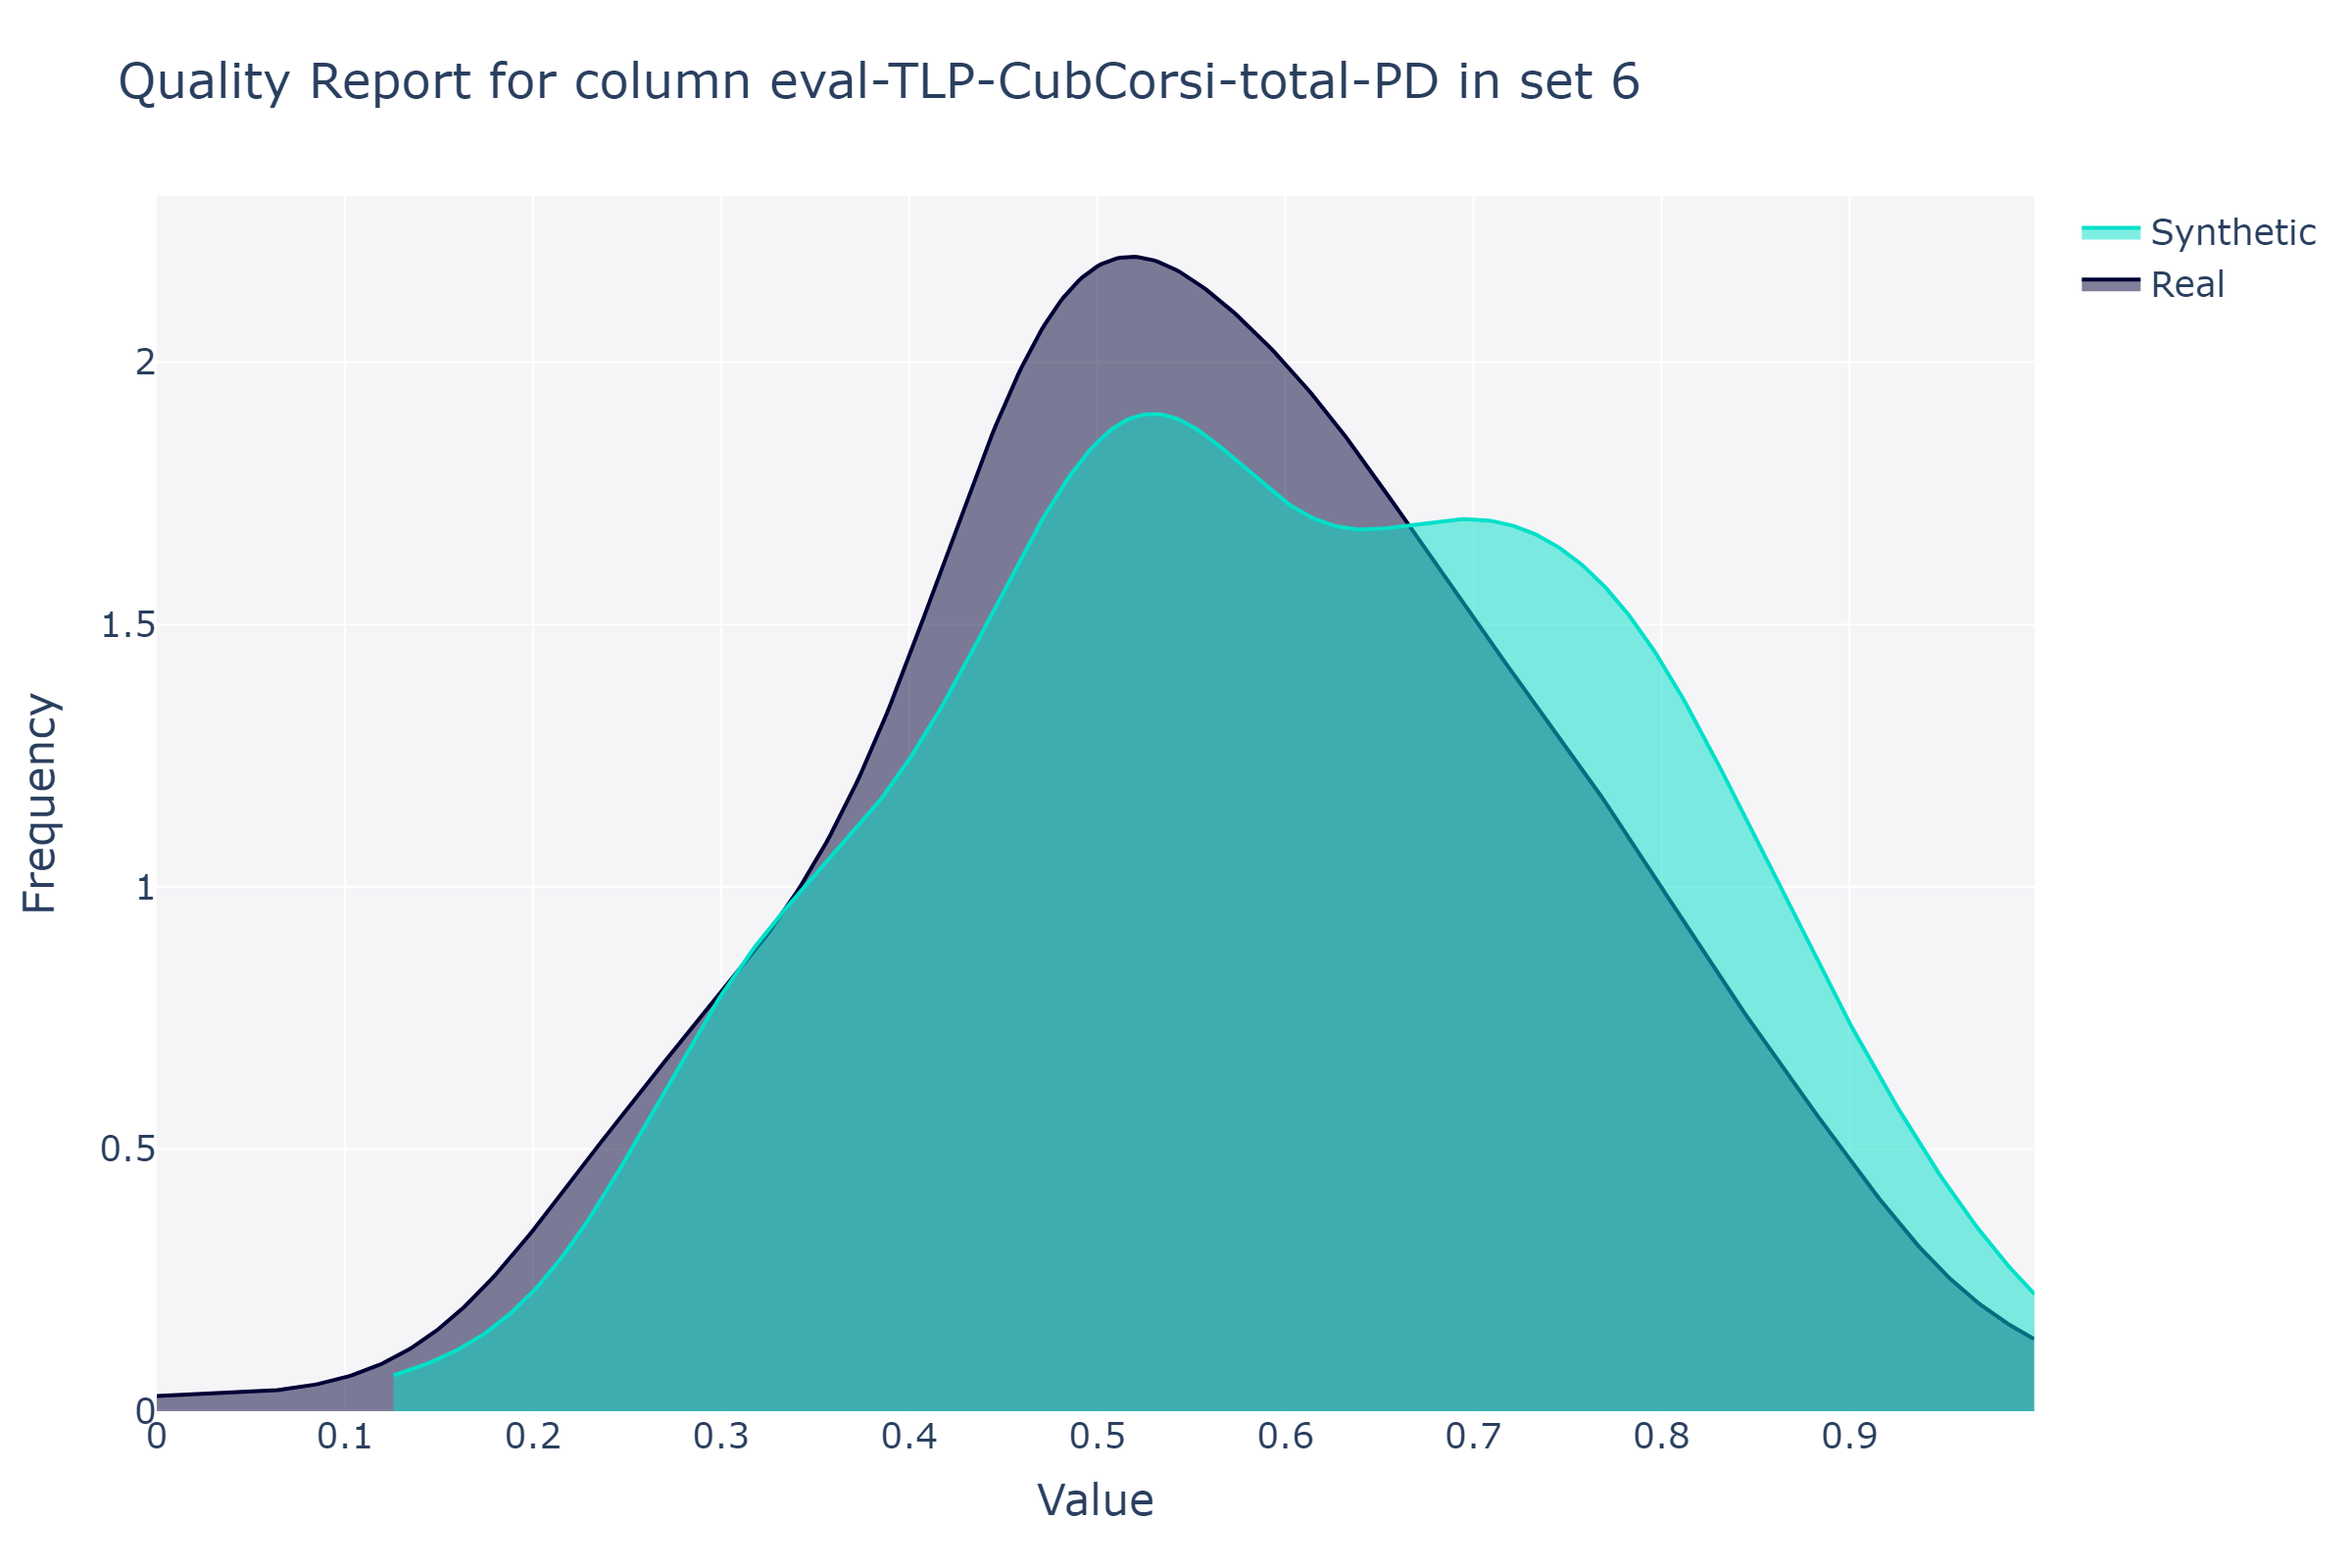 Quality Report for column eval-TLP-CubCorsi-total-PD in set 6
Synthetic
Real
Frequency
2
1.5
1
0.5
0
0 0.1 0.2 0.3 0.4 0.5 0.6 0.7 0.8 0.9
Value